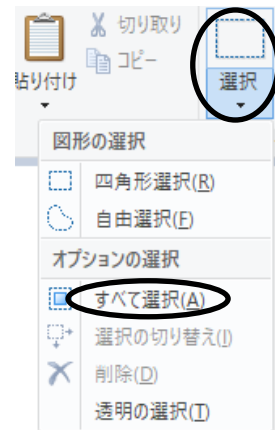 切り取り
コピー
貼り付け
選択
図形の選択
四角形選択(R)
自由選択(F)
オプションの選択
すべて選択(A)
選択の切り替え(I)
削除(D)
透明の選択(T)